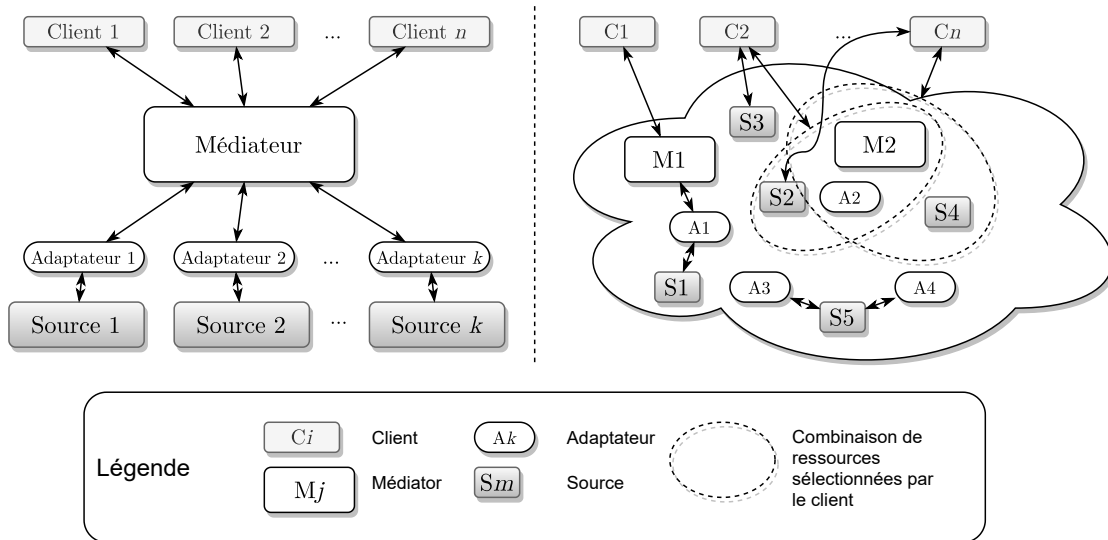 Client 1
Client 2
...
Client n
Médiateur
Adaptateur 1
Adaptateur 2
...
Adaptateur k
Source 1
Source 2
...
Source k
C1
C2
...
Cn
S3
M1
M2
S2
A2
S4
A1
S1
A3
A4
S5
Légende
Ci
Client
Ak
Adaptateur
Mj
Médiator
Sm
Source
Combinaison de
ressources
sélectionnées par
le client